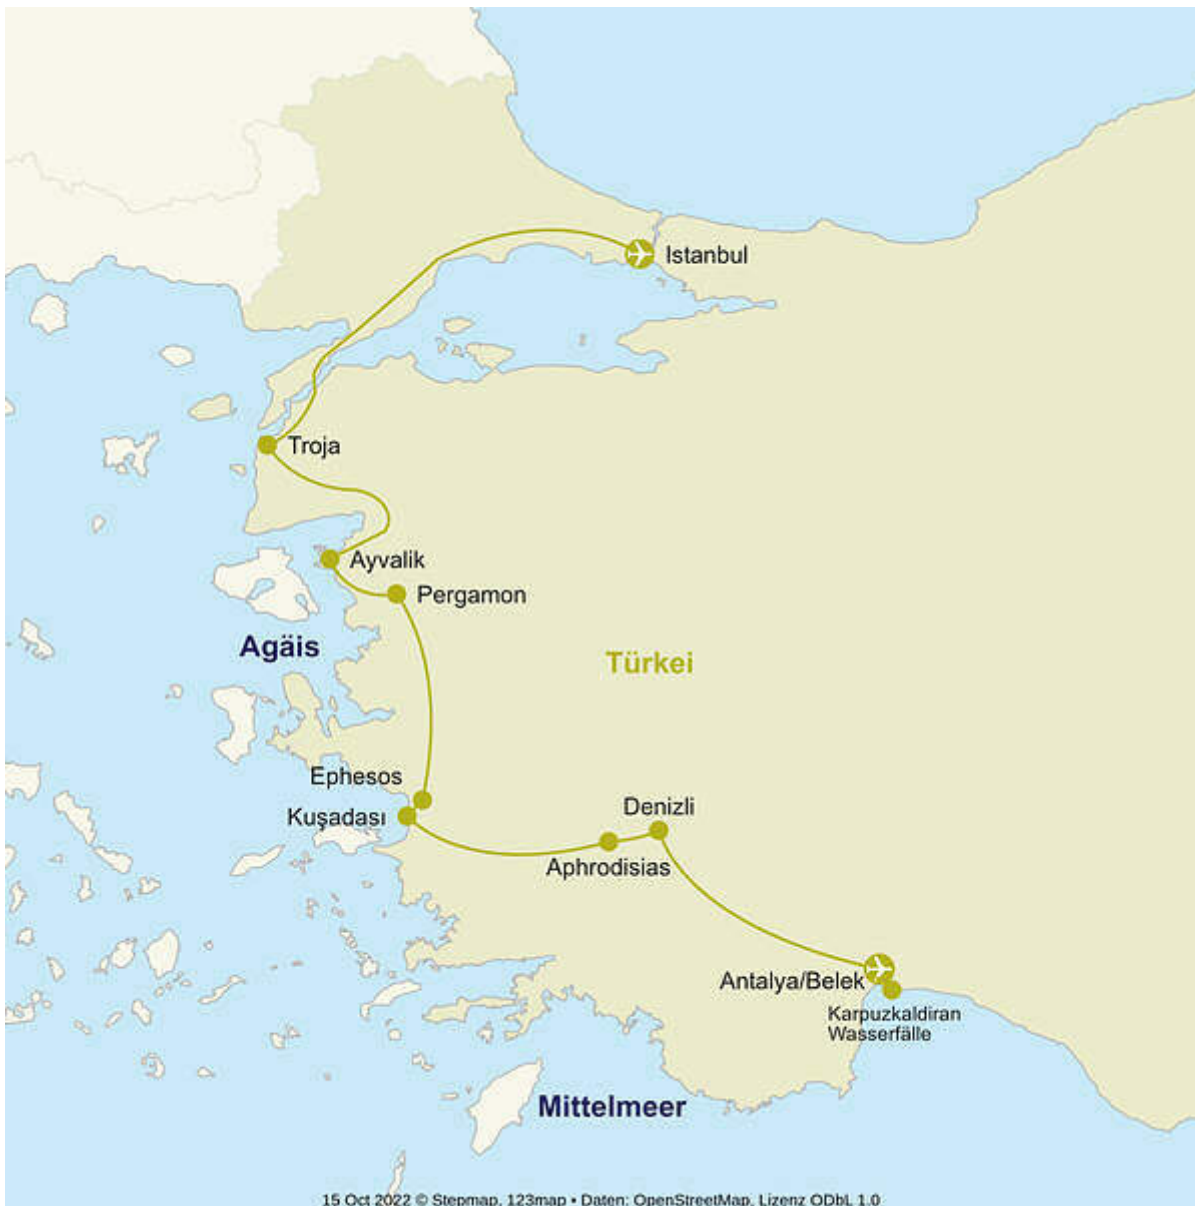 Istanbul
Troja
Ayvalik
Pergamon
Agäis
Türkei
Ephesos
Kuşadası
Denizli
Aphrodisias
Antalya/Belek
Karpuzkaldiran
Wasserfälle
Mittelmeer
15 Oct 2022 © Stepmap, 123map • Daten: OpenStreetMap, Lizenz ODbL 1.0